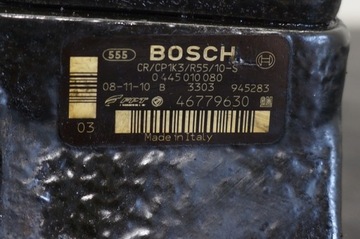 555 BOSCH
CR/CP1K3/R55/10-S
0 445 010 080
08-11-10 B 3303 945283
46779630
03
Made in Italy